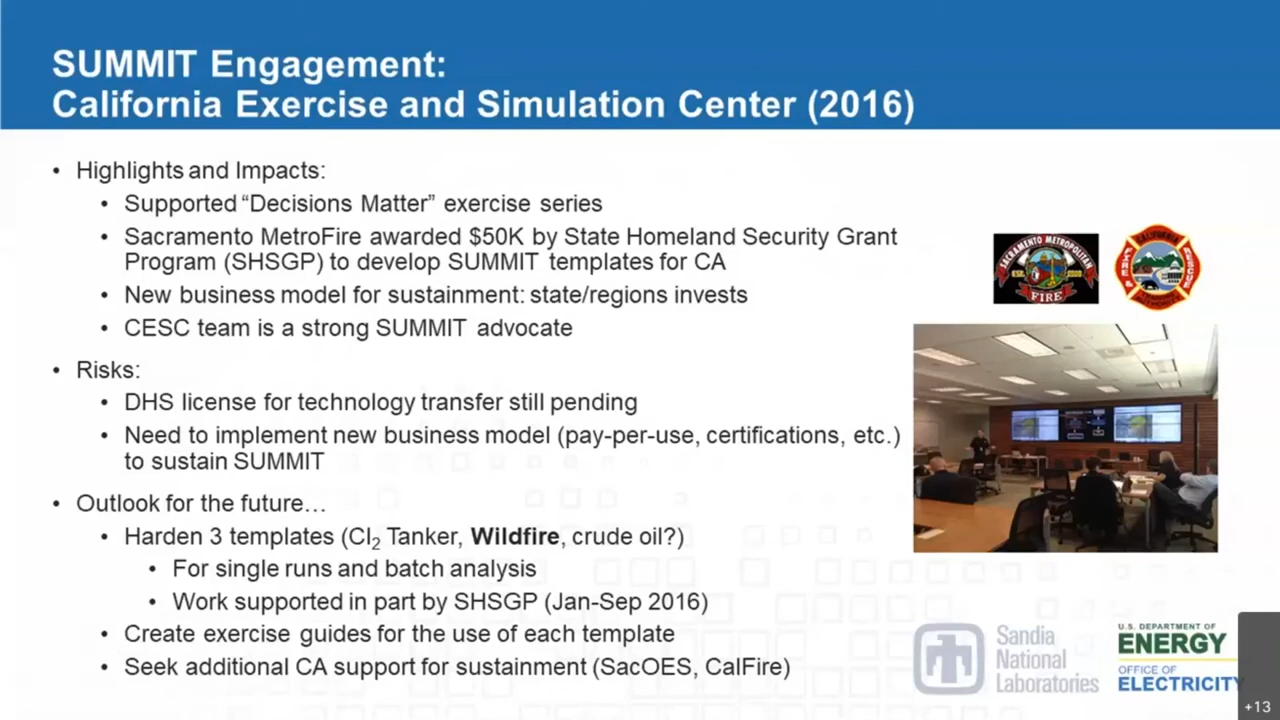 SUMMIT Engagement:
California Exercise and Simulation Center (2016)
• Highlights and Impacts:
• Supported “Decisions Matter” exercise series
• Sacramento MetroFire awarded $50K by State Homeland Security Grant
Program (SHSGP) to develop SUMMIT templates for CA
• New business model for sustainment: state/regions invests
• CESC team is a strong SUMMIT advocate
• Risks:
• DHS license for technology transfer still pending
• Need to implement new business model (pay-per-use, certifications, etc.)
to sustain SUMMIT
• Outlook for the future…
• Harden 3 templates (Cl₂ Tanker, Wildfire, crude oil?)
• For single runs and batch analysis
• Work supported in part by SHSGP (Jan-Sep 2016)
• Create exercise guides for the use of each template
• Seek additional CA support for sustainment (SacOES, CalFire)
SACRAMENTO METROPOLITAN
FIRE
CALIFORNIA
FIRE & RESCUE
Sandia
National
Laboratories
U.S. DEPARTMENT OF
ENERGY
OFFICE OF
ELECTRICITY
+13